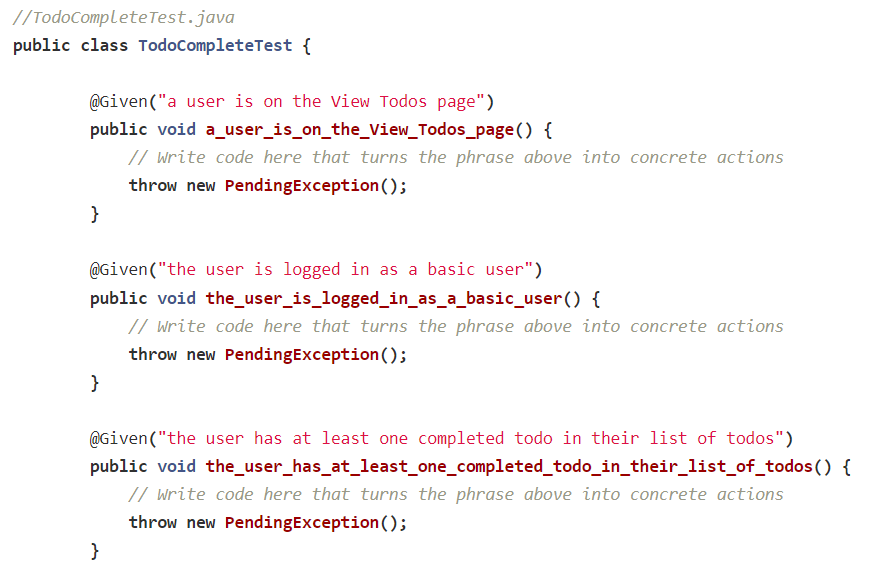 //TodoCompleteTest.java
public class TodoCompleteTest {
@Given("a user is on the View Todos page")
public void a_user_is_on_the_View_Todos_page() {
// Write code here that turns the phrase above into concrete actions
throw new PendingException();
}
@Given("the user is logged in as a basic user")
public void the_user_is_logged_in_as_a_basic_user() {
// Write code here that turns the phrase above into concrete actions
throw new PendingException();
}
@Given("the user has at least one completed todo in their list of todos")
public void the_user_has_at_least_one_completed_todo_in_their_list_of_todos() {
// Write code here that turns the phrase above into concrete actions
throw new PendingException();
}